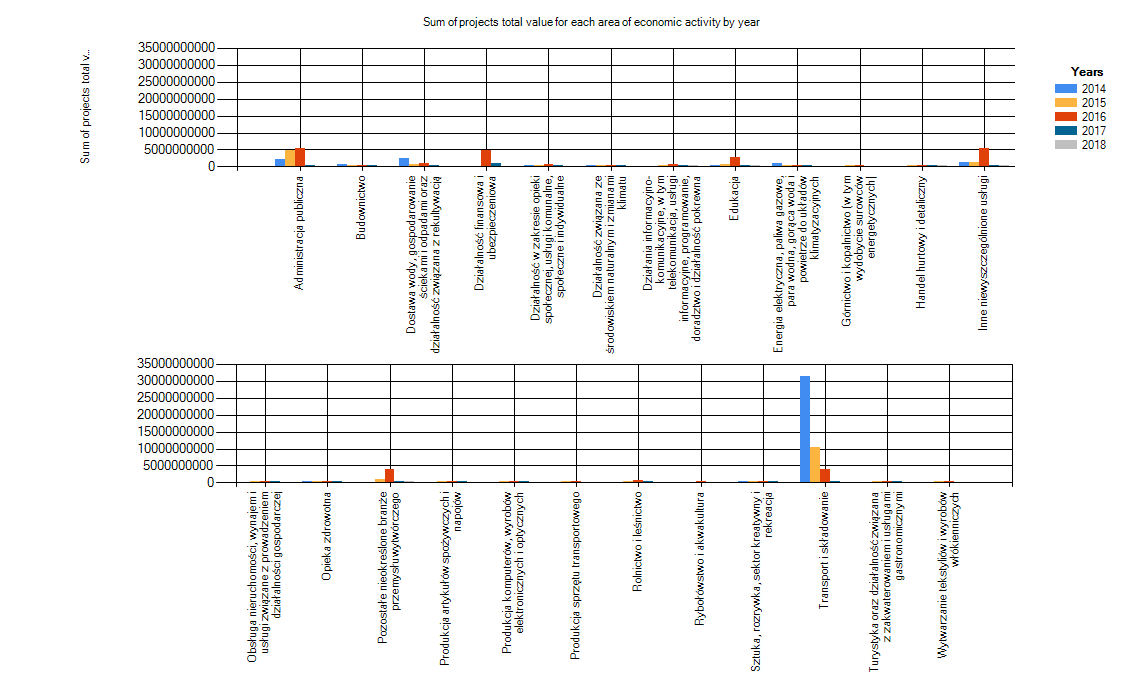 Sum of projects total value for each area of economic activity by year
Sum of projects total v...
35000000000
30000000000
25000000000
20000000000
15000000000
10000000000
5000000000
0
Years
2014
2015
2016
2017
2018
Administracja publiczna
Budownictwo
Dostawa wody, gospodarowanie
ściekami i odpadami oraz
działalność związana z rekultywacją
Działalność finansowa i
ubezpieczeniowa
Działalność w zakresie opieki
społecznej, usługi komunalne,
społeczne i indywidualne
Działalność związana ze
środowiskiem naturalnym i zmianami
klimatu
Działania informacyjno-
komunikacyjne, w tym
telekomunikacja, usługi
informacyjne, programowanie,
doradztwo i działalność pokrewna
Edukacja
Energia elektryczna, paliwa gazowe,
para wodna, gorąca woda i
powietrze do układów
klimatyzacyjnych
Górnictwo i kopalnictwo (w tym
wydobycie surowców
energetycznych)
Handel hurtowy i detaliczny
Inne niewyszczególnione usługi
35000000000
30000000000
25000000000
20000000000
15000000000
10000000000
5000000000
0
Obsługa nieruchomości, wynajem i
usługi związane z prowadzeniem
działalności gospodarczej
Opieka zdrowotna
Pozostałe nieokreślone branże
przemysłu wytwórczego
Produkcja artykułów spożywczych i
napojów
Produkcja komputerów, wyrobów
elektronicznych i optycznych
Produkcja sprzętu transportowego
Rolnictwo i leśnictwo
Rybołówstwo i akwakultura
Sztuka, rozrywka, sektor kreatywny i
rekreacja
Transport i składowanie
Turystyka oraz działalność związana
z zakwaterowaniem i usługami
gastronomicznymi
Wytwarzanie tekstyliów i wyrobów
włókienniczych